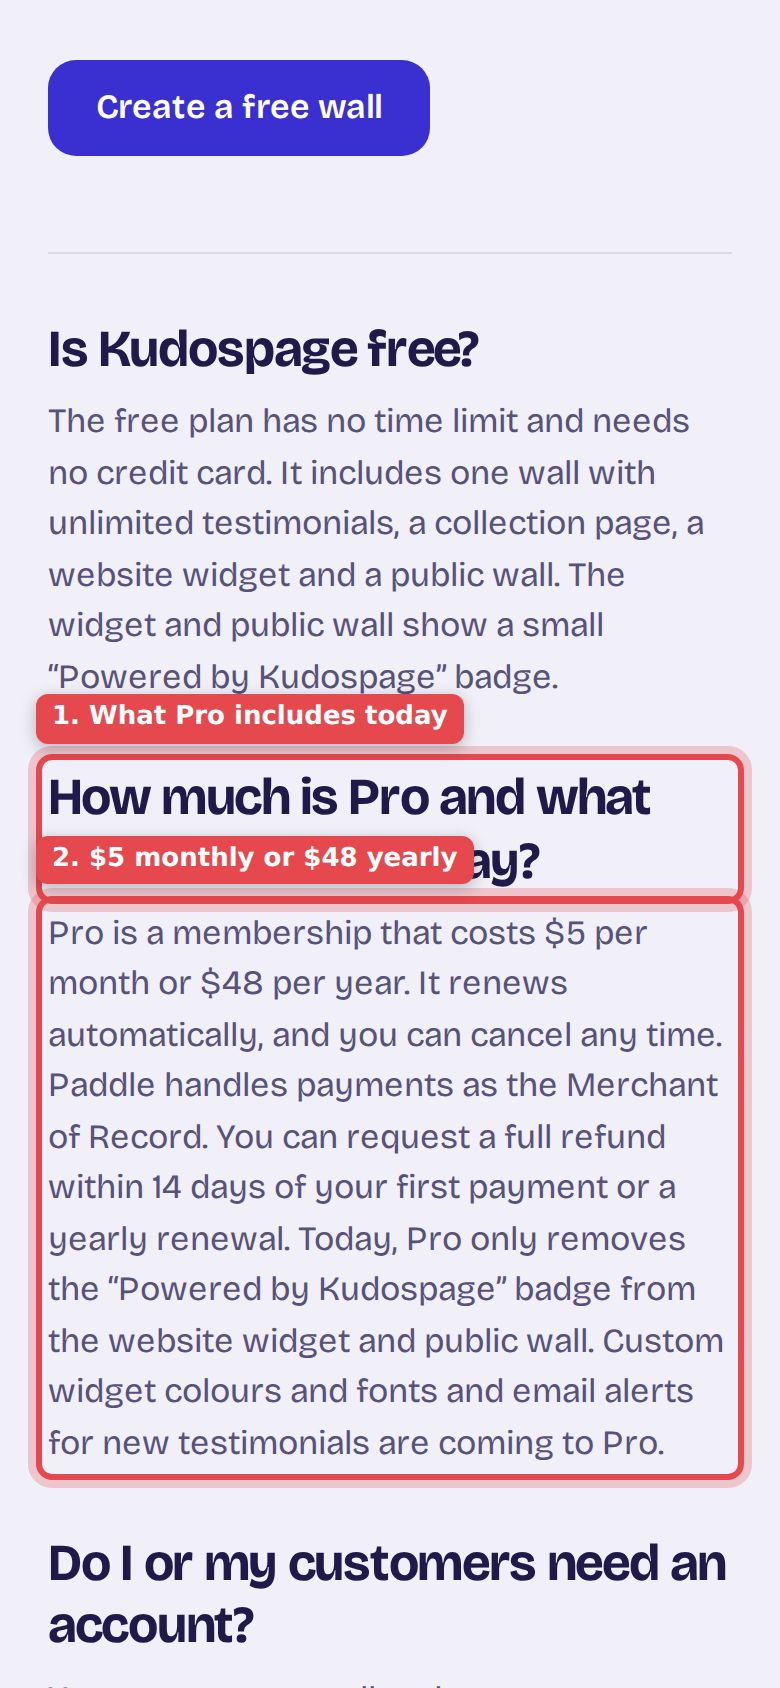 Create a free wall
Is Kudospage free?
The free plan has no time limit and needs
no credit card. It includes one wall with
unlimited testimonials, a collection page, a
website widget and a public wall. The
widget and public wall show a small
“Powered by Kudospage” badge.
1. What Pro includes today
How much is Pro and what
2. $5 monthly or $48 yearly
Pro is a membership that costs $5 per
month or $48 per year. It renews
automatically, and you can cancel any time.
Paddle handles payments as the Merchant
of Record. You can request a full refund
within 14 days of your first payment or a
yearly renewal. Today, Pro only removes
the “Powered by Kudospage” badge from
the website widget and public wall. Custom
widget colours and fonts and email alerts
for new testimonials are coming to Pro.
Do I or my customers need an
account?